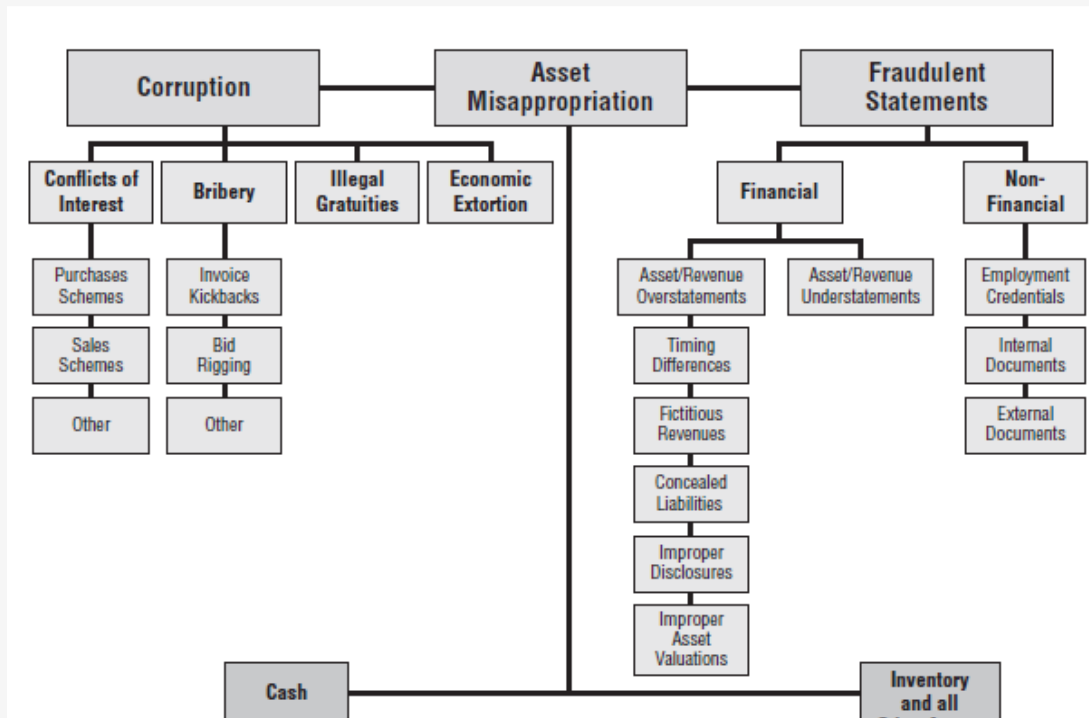 Corruption
Asset
Misappropriation
Fraudulent
Statements
Conflicts of
Interest
Bribery
Illegal
Gratuities
Economic
Extortion
Financial
Non-
Financial
Purchases
Schemes
Invoice
Kickbacks
Asset/Revenue
Overstatements
Asset/Revenue
Understatements
Employment
Credentials
Sales
Schemes
Bid
Rigging
Timing
Differences
Internal
Documents
Other
Other
Fictitious
Revenues
External
Documents
Concealed
Liabilities
Improper
Disclosures
Improper
Asset
Valuations
Cash
Inventory
and all